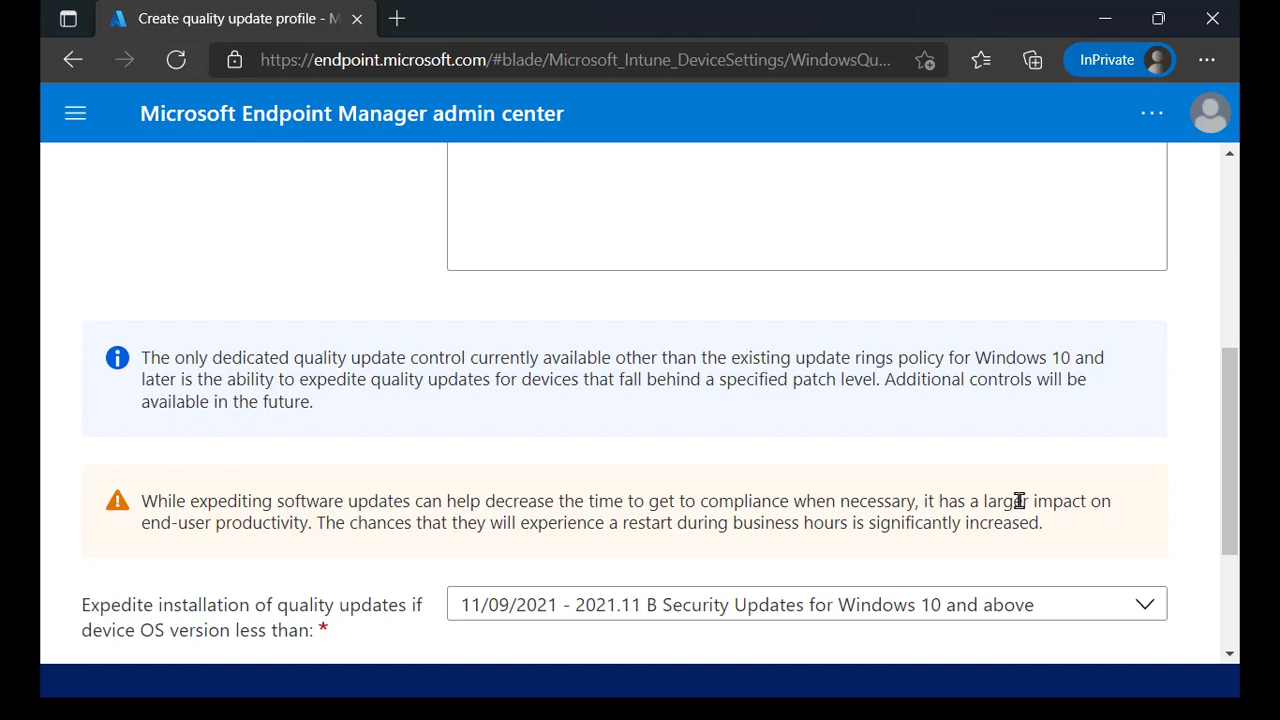 Create quality update profile - M
https://endpoint.microsoft.com/#blade/Microsoft_Intune_DeviceSettings/WindowsQu...
InPrivate
Microsoft Endpoint Manager admin center
The only dedicated quality update control currently available other than the existing update rings policy for Windows 10 and
later is the ability to expedite quality updates for devices that fall behind a specified patch level. Additional controls will be
available in the future.
While expediting software updates can help decrease the time to get to compliance when necessary, it has a larger impact on
end-user productivity. The chances that they will experience a restart during business hours is significantly increased.
Expedite installation of quality updates if
device OS version less than: *
11/09/2021 - 2021.11 B Security Updates for Windows 10 and above